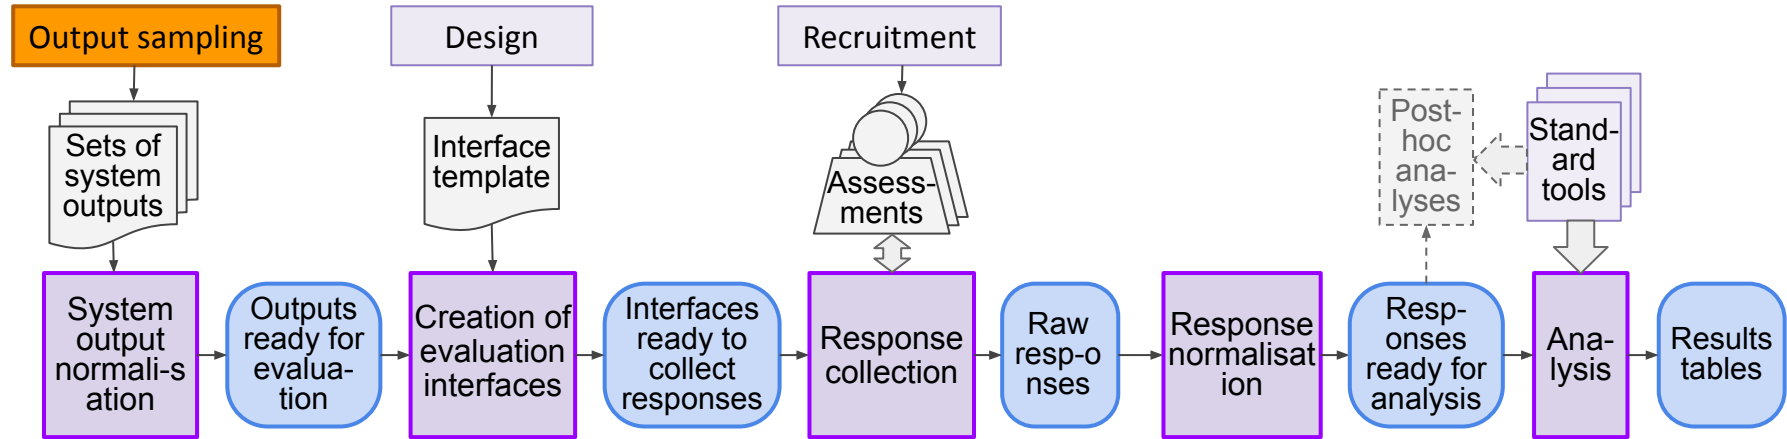 Output sampling
Design
Recruitment
Sets of
system
outputs
Interface
template
Assess-
ments
Post-
hoc
ana-
lyses
Stand-
ard
tools
System
output
normali-s
ation
Outputs
ready for
evalua-
tion
Creation of
evaluation
interfaces
Interfaces
ready to
collect
responses
Response
collection
Raw
resp-o
nses
Response
normalisat
ion
Resp-
onses
ready for
analysis
Ana-
lysis
Results
tables